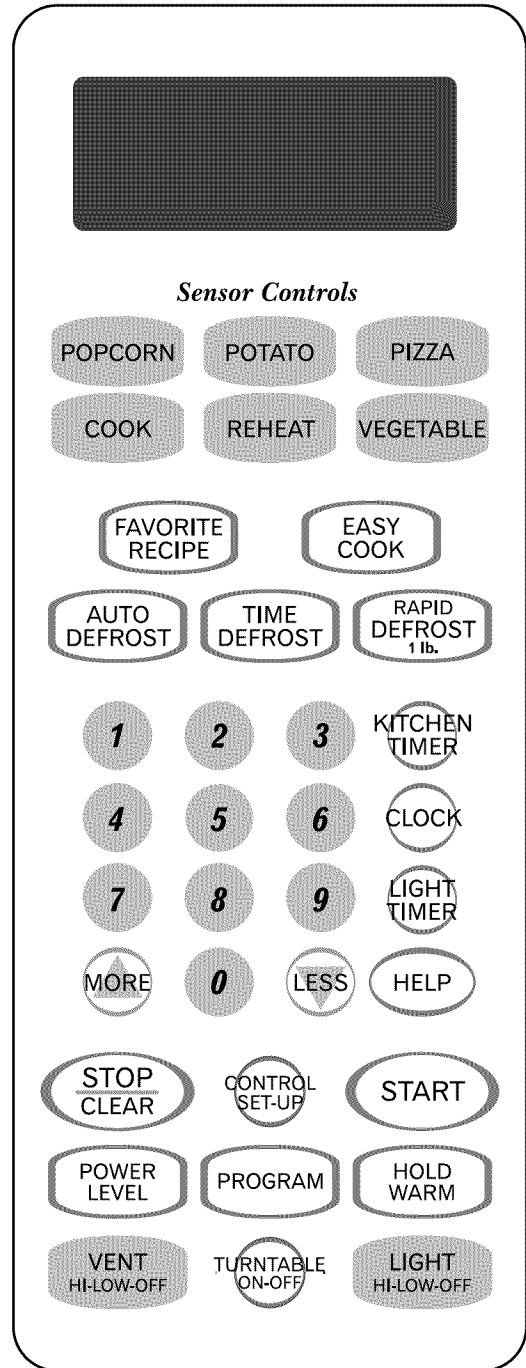 Sensor Controls
POPCORN
POTATO
PIZZA
COOK
REHEAT
VEGETABLE
FAVORITE
RECIPE
EASY
COOK
AUTO
DEFROST
TIME
DEFROST
RAPID
DEFROST
1 lb.
1
2
3
KITCHEN
TIMER
4
5
6
CLOCK
7
8
9
LIGHT
TIMER
MORE
0
LESS
HELP
STOP
CLEAR
CONTROL
SET-UP
START
POWER
LEVEL
PROGRAM
HOLD
WARM
VENT
HI-LOW-OFF
TURNTABLE
ON-OFF
LIGHT
HI-LOW-OFF